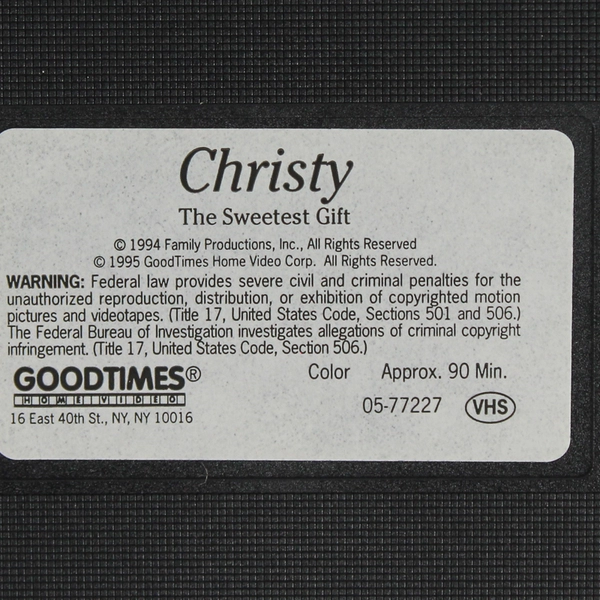 Christy
The Sweetest Gift
© 1994 Family Productions, Inc., All Rights Reserved
© 1995 GoodTimes Home Video Corp. All Rights Reserved.
WARNING: Federal law provides severe civil and criminal penalties for the
unauthorized reproduction, distribution, or exhibition of copyrighted motion
pictures and videotapes. (Title 17, United States Code, Sections 501 and 506.)
The Federal Bureau of Investigation investigates allegations of criminal copyright
infringement. (Title 17, United States Code, Section 506.)
GOODTIMES® Color Approx. 90 Min.
HOME VIDEO 05-77227 VHS
16 East 40th St., NY, NY 10016